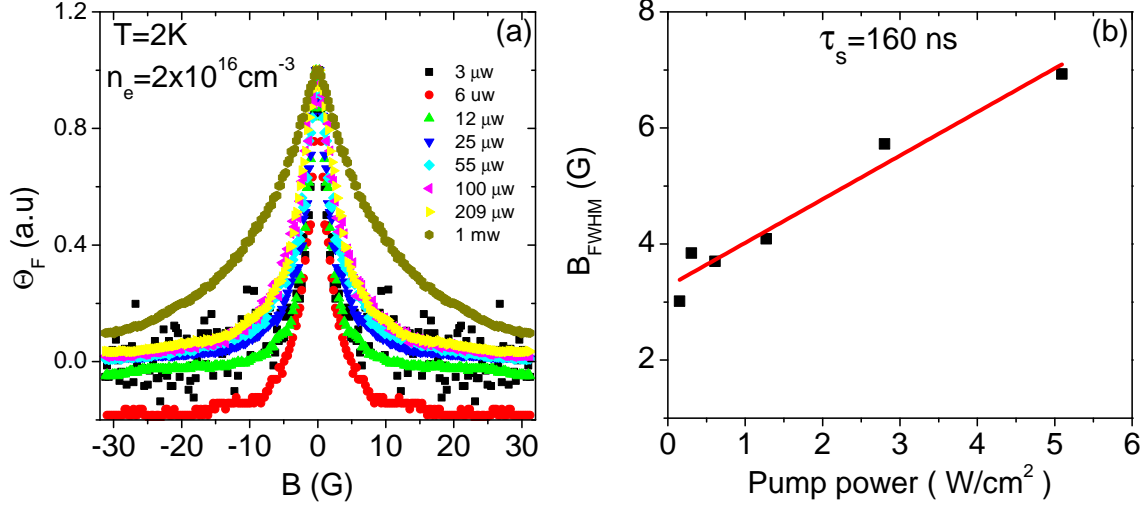 (a)
T=2K
n_e=2x10^16cm^-3
3 μw
6 uw
12 μw
25 μw
55 μw
100 μw
209 μw
1 mw
1.2
0.8
0.4
0.0
Θ_F (a.u)
-30 -20 -10 0 10 20 30
B (G)
(b)
τ_s=160 ns
8
6
4
2
B_FWHM (G)
0 1 2 3 4 5 6
Pump power ( W/cm^2 )